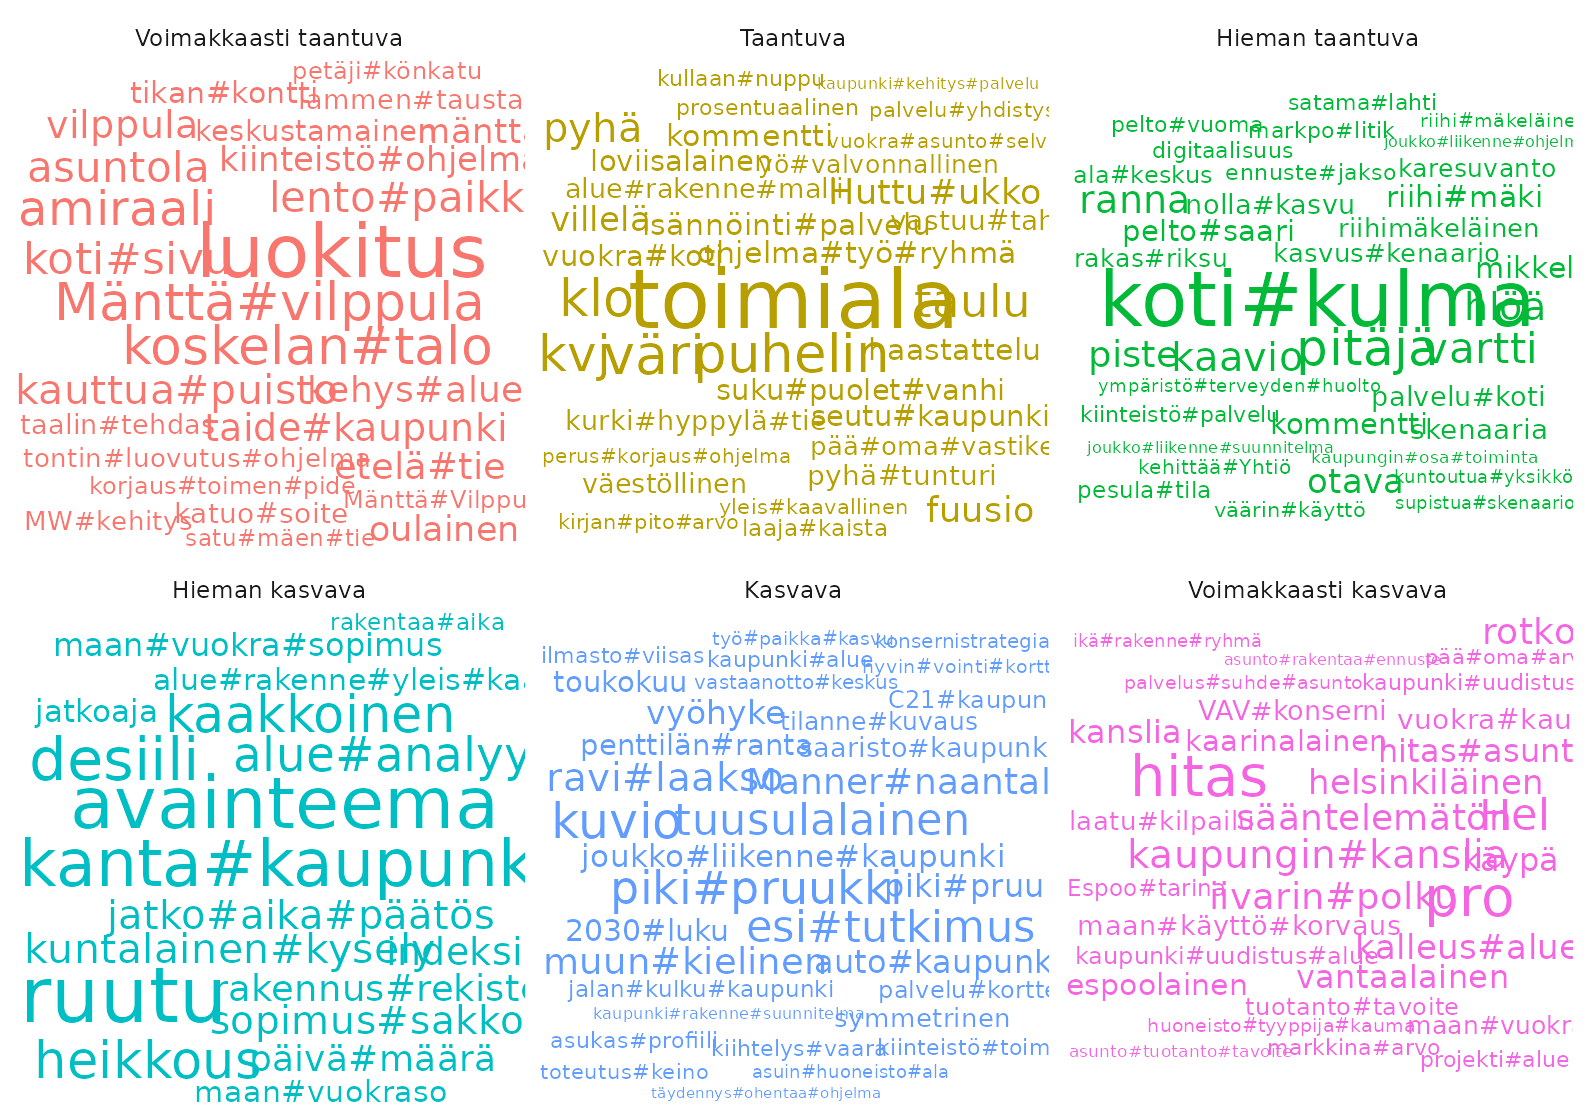 Voimakkaasti taantuva
petäji#könkatu
tikan#kontti
lammen#tausta
vilppula
keskustamainen
mäntta
asuntola
kiinteistö#ohjelma
amiraali
lento#paikk
koti#sivu
luokitus
Mänttä#vilppula
koskelan#talo
kauttua#puisto
kehys#alue
taalin#tehdas
taide#kaupunki
tontin#luovutus#ohjelma
etelä#tie
korjaus#toimen#pide
Mänttä#Vilppu
MW#kehitys
katuo#soite
satu#mäen#tie
oulainen
Taantuva
kullaan#nuppu
kaupunki#kehitys#palvelu
prosentuaalinen
palvelu#yhdistys
pyhä
kommentti
vuokra#asunto#selv
loviisalainen
työ#valvonnallinen
alue#rakenne#malli
Huttu#ukko
villelä
isännöinti#palvelu
vastuu#tah
vuokra#koti
ohjelma#työ#ryhmä
klo
toimiala
taulu
kvj
väri
puhelin
haastattelu
suku#puolet#vanhi
kurki#hyppylä#tie
seutu#kaupunki
pää#oma#vastike
perus#korjaus#ohjelma
väestöllinen
pyhä#tunturi
yleis#kaavallinen
fuusio
kirjan#pito#arvo
laaja#kaista
Hieman taantuva
satama#lahti
pelto#vuoma
markpo#litik
riihi#mäkeläine
joukko#liikenne#ohjelm
digitaalisuus
ala#keskus
ennuste#jakso
karesuvanto
ranna
nolla#kasvu
riihi#mäki
pelto#saari
riihimäkeläinen
rakas#riksu
kasvus#kenaario
mikkel
koti#kulma
hlöä
piste
kaavio
pitäjä
vartti
ympäristö#terveyden#huolto
palvelu#koti
kiinteistö#palvelu
kommentti
skenaaria
joukko#liikenne#suunnitelma
kaupungin#osa#toiminta
kehittää#Yhtiö
otava
kuntoutua#yksikkö
pesula#tila
väärin#käyttö
supistua#skenaario
Hieman kasvava
rakentaa#aika
maan#vuokra#sopimus
alue#rakenne#yleis#kaa
jatkoaja
kaakkoinen
desiili.
alue#analyy
avainteema
kanta#kaupunk
jatko#aika#päätös
kuntalainen#kysely
indeksi
ruutu
rakennus#rekiste
sopimus#sakko
heikkous
päivä#määrä
maan#vuokraso
Kasvava
työ#paikka#kasvu
konsernistrategia
ilmasto#viisas
kaupunki#alue
hyvin#vointi#kortt
toukokuu
vastaanotto#keskus
C21#kaupun
vyöhyke
tilanne#kuvaus
penttilän#ranta
saaristo#kaupunk
ravi#laakso
Manner#naantal
kuvio
tuusulalainen
joukko#liikenne#kaupunki
piki#pruukki
piki#pruu
2030#luku
esi#tutkimus
muun#kielinen
auto#kaupunk
jalan#kulku#kaupunki
palvelu#kortte
kaupunki#rakenne#suunnitelma
symmetrinen
asukas#profiili
kiihtelys#vaara
kiinteistö#toim
toteutus#keino
asuin#huoneisto#ala
täydennys#ohentaa#ohjelma
Voimakkaasti kasvava
ikä#rakenne#ryhmä
rotko
asunto#rakentaa#ennuste
pää#oma#arv
palvelus#suhde#asunto
kaupunki#uudistus
VAV#konserni
vuokra#kau
kanslia
kaarinalainen
hitas#asunt
hitas
helsinkiläinen
laatu#kilpailu
sääntelemätön
Hel
kaupungin#kanslia
käypä
Espoo#tarina
iivarin#polku
pro
maan#käyttö#korvaus
kaupunki#uudistus#alue
kalleus#alue
espoolainen
vantaalainen
tuotanto#tavoite
huoneisto#tyyppija#kauma
maan#vuokra
asunto#tuotanto#tavoite
markkina#arvo
projekti#alue